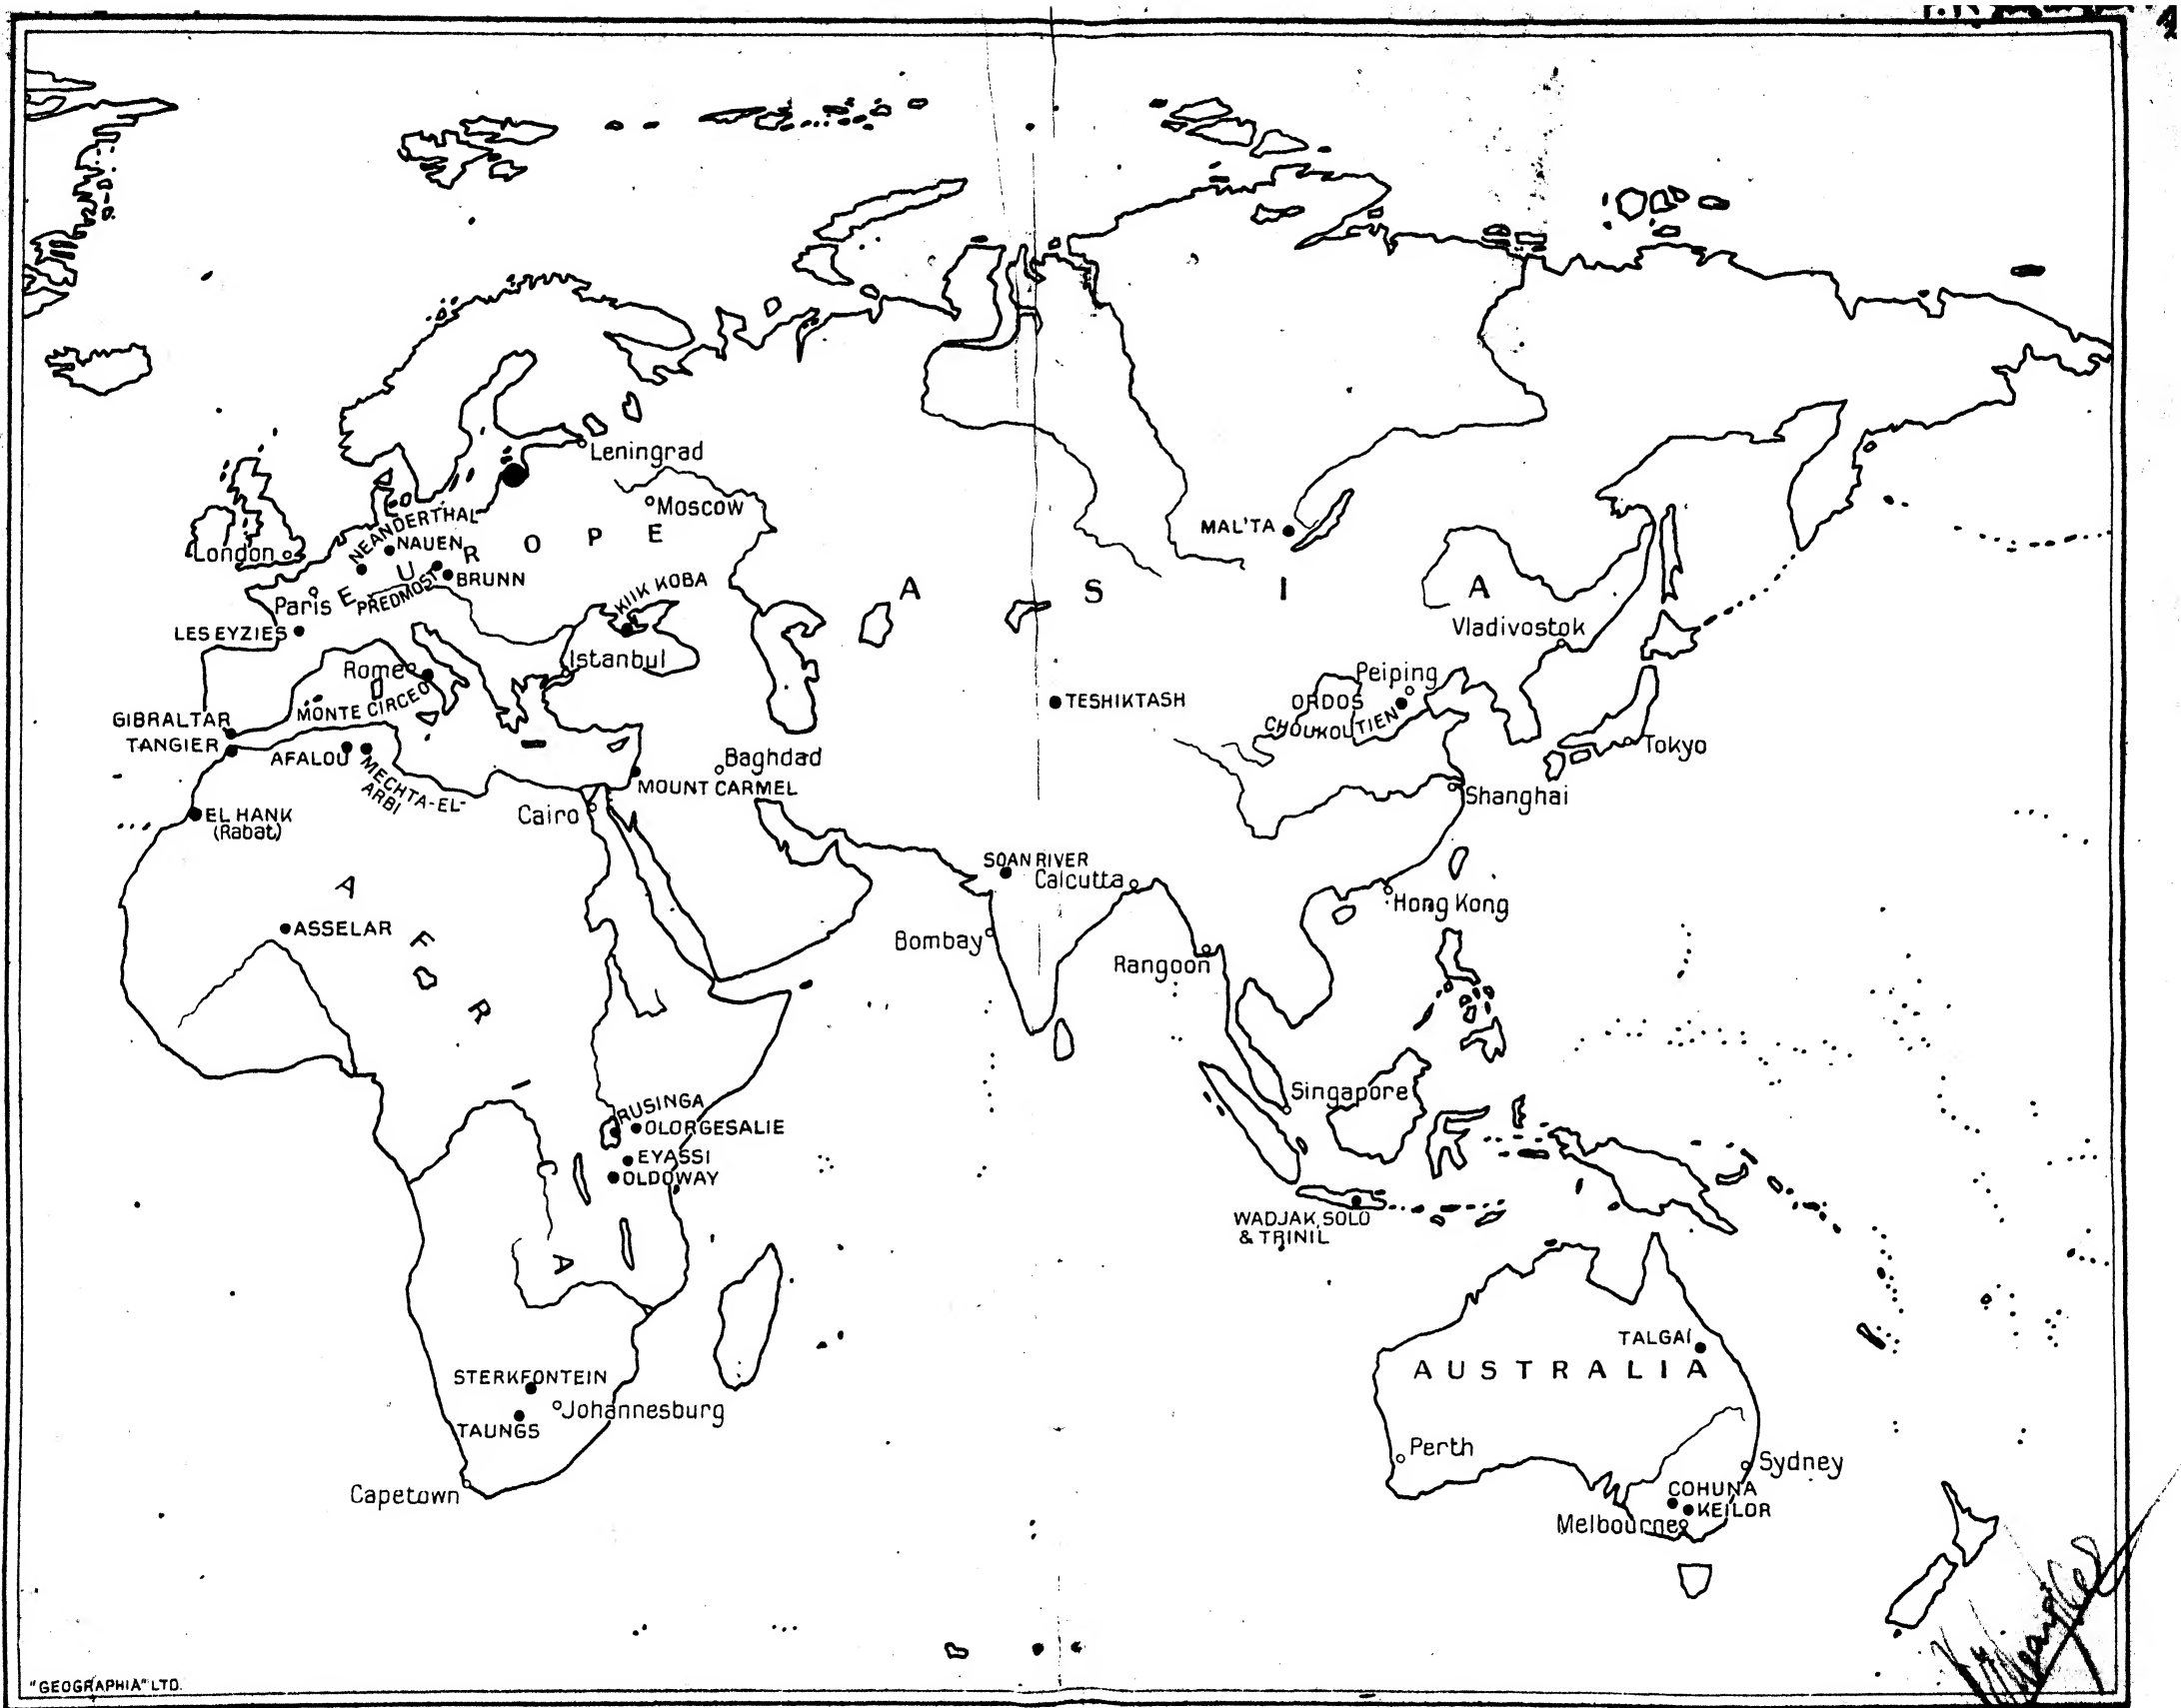 Leningrad
Moscow
NEANDERTHAL
NAUEN
London
EUROPE
BRUNN
PREDMOST
Paris
KIIK KOBA
LES EYZIES
Rome
Istanbul
MONTE CIRCEO
GIBRALTAR
TANGIER
AFALOU
MECHTA-EL-
ARBI
Baghdad
MOUNT CARMEL
Cairo
EL HANK
(Rabat)
ASIA
MAL'TA
Vladivostok
Peiping
ORDOS
CHOUKOUTIEN
TESHIKTASH
Tokyo
Shanghai
SOAN RIVER
Calcutta
Hong Kong
Bombay
Rangoon
Singapore
AFRICA
ASSELAR
RUSINGA
OLORGESALIE
EYASSI
OLDOWAY
WADJAK, SOLO
& TRINIL
STERKFONTEIN
Johannesburg
TAUNGS
Capetown
TALGAI
AUSTRALIA
Perth
Sydney
COHUNA
KEILOR
Melbourne
"GEOGRAPHIA" LTD.